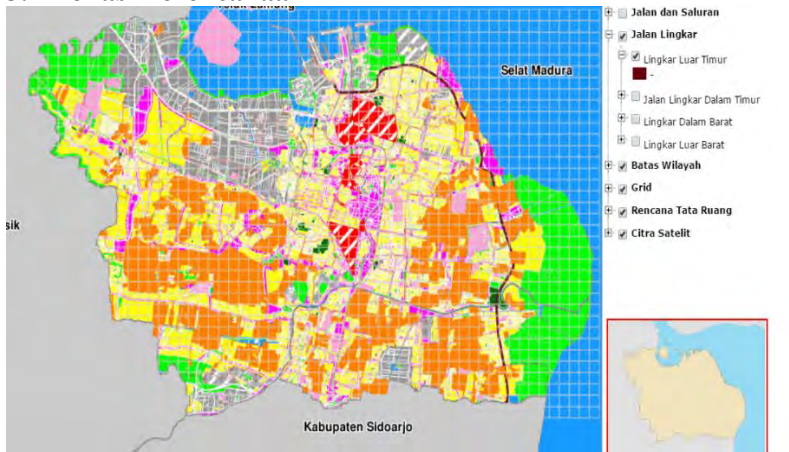 Selat Madura
sik
Kabupaten Sidoarjo
Jalan dan Saluran
Jalan Lingkar
Lingkar Luar Timur
-
Jalan Lingkar Dalam Timur
Lingkar Dalam Barat
Lingkar Luar Barat
Batas Wilayah
Grid
Rencana Tata Ruang
Citra Satelit